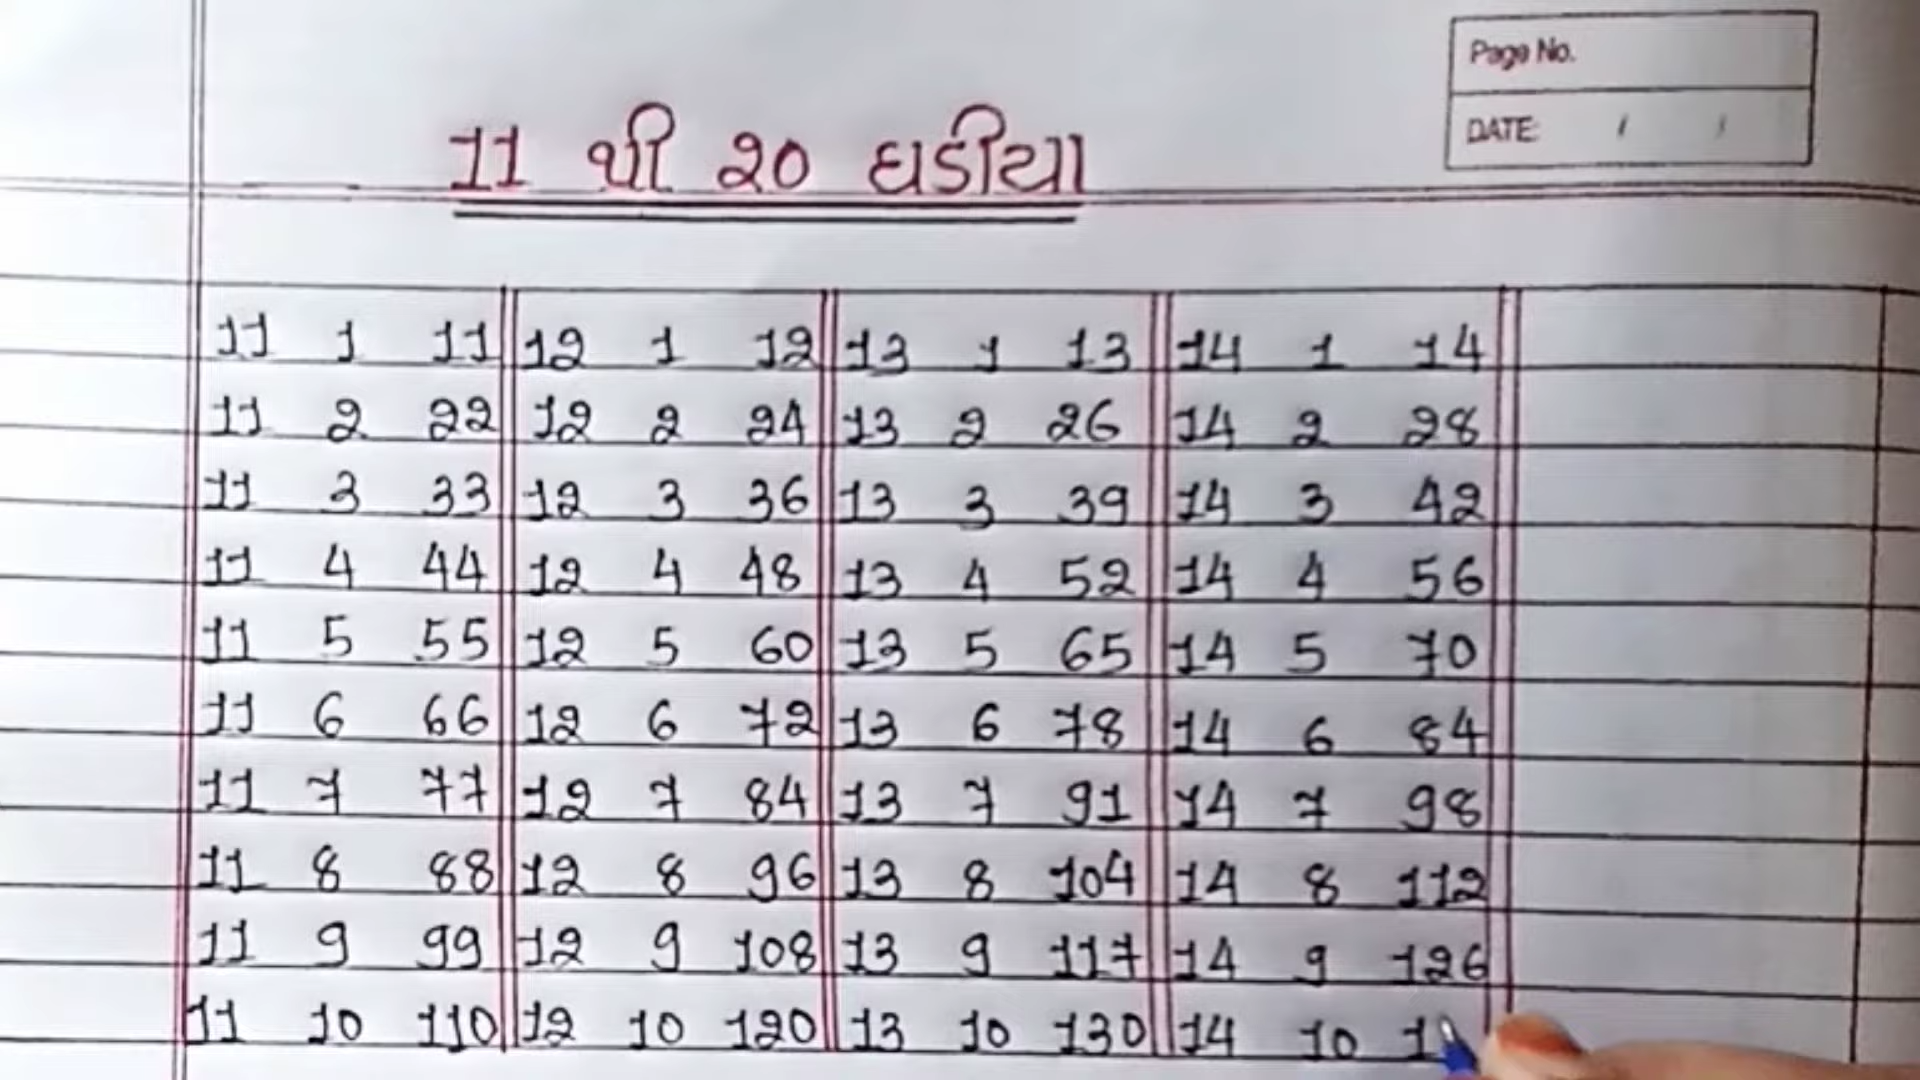 Page No.
DATE: / /
11 થી 20 ઘડીયા
11 1 11 12 1 12 13 1 13 14 1 14
11 2 22 12 2 24 13 2 26 14 2 28
11 3 33 12 3 36 13 3 39 14 3 42
11 4 44 12 4 48 13 4 52 14 4 56
11 5 55 12 5 60 13 5 65 14 5 70
11 6 66 12 6 72 13 6 78 14 6 84
11 7 77 12 7 84 13 7 91 14 7 98
11 8 88 12 8 96 13 8 104 14 8 112
11 9 99 12 9 108 13 9 117 14 9 126
11 10 110 12 10 120 13 10 130 14 10 1